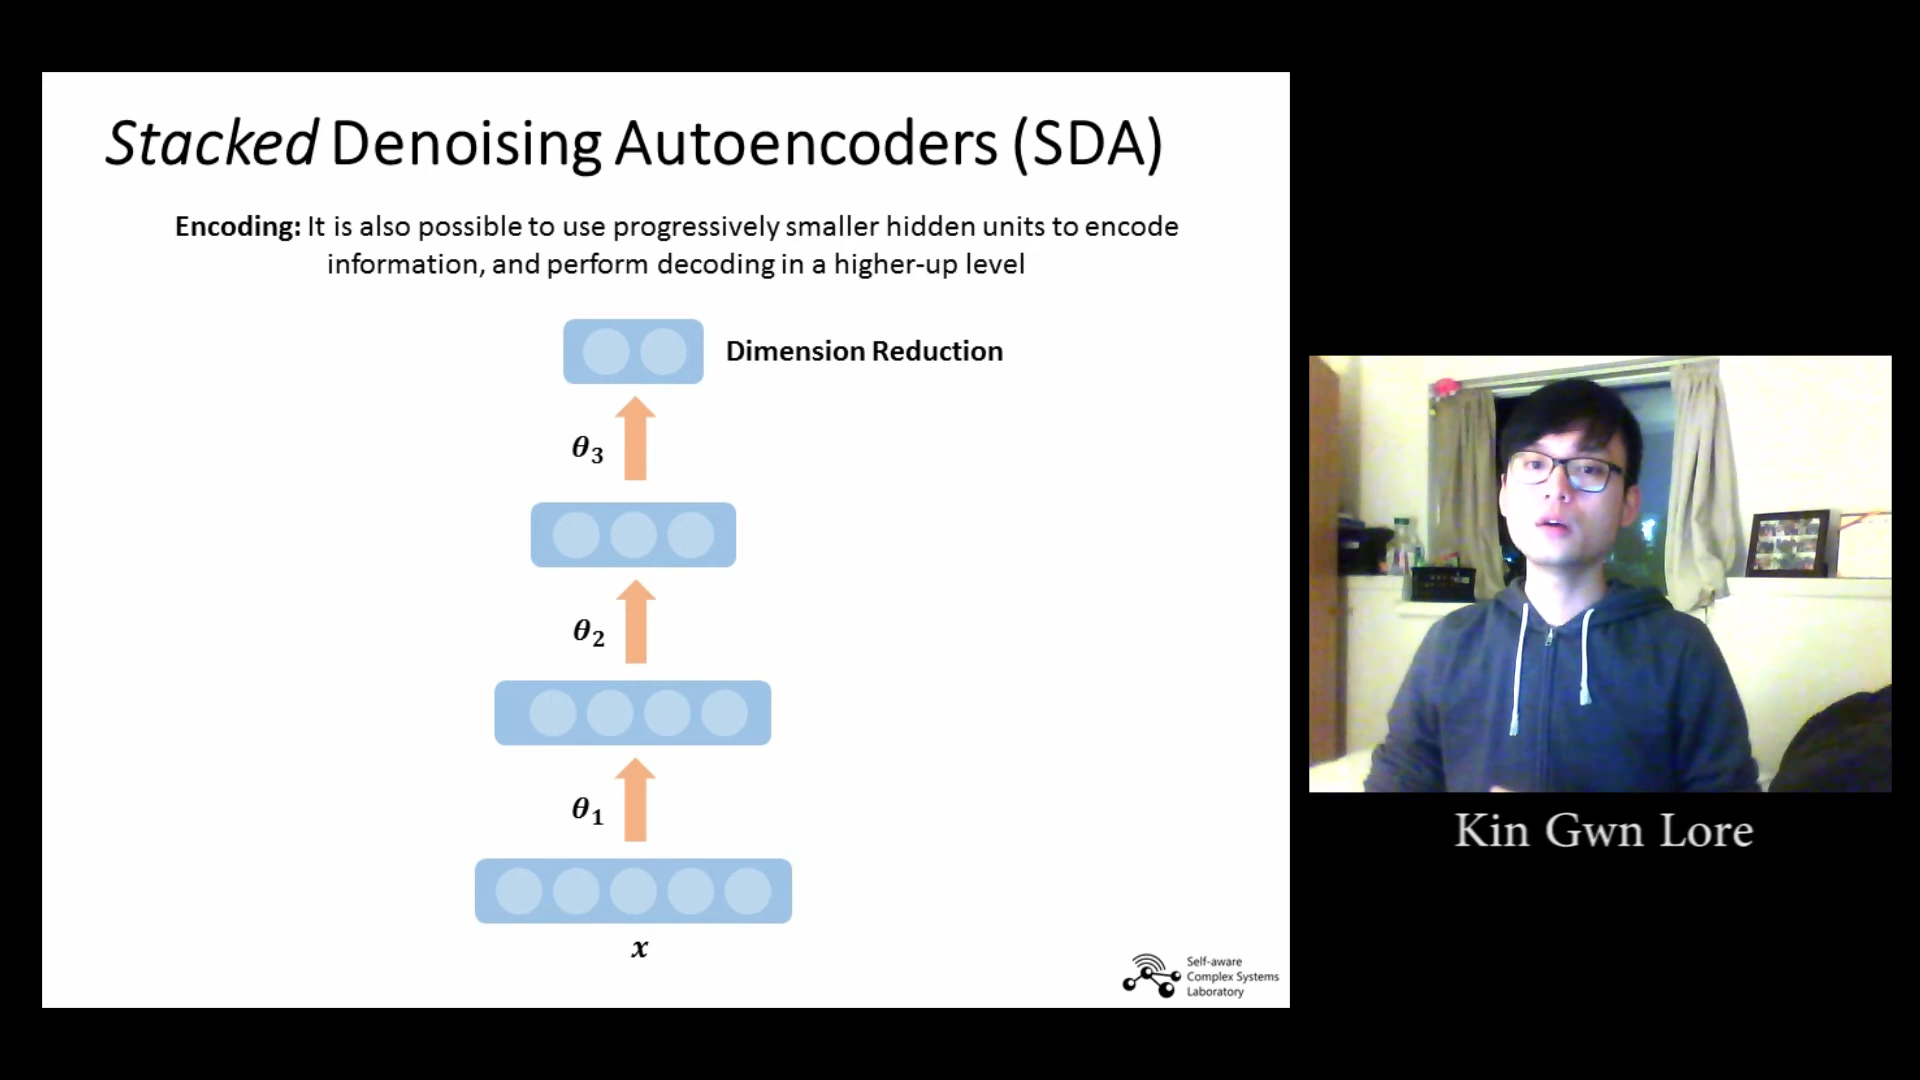 Stacked Denoising Autoencoders (SDA)
Encoding: It is also possible to use progressively smaller hidden units to encode
information, and perform decoding in a higher-up level
Dimension Reduction
θ3
θ2
θ1
x
Self-aware
Complex Systems
Laboratory
Kin Gwn Lore